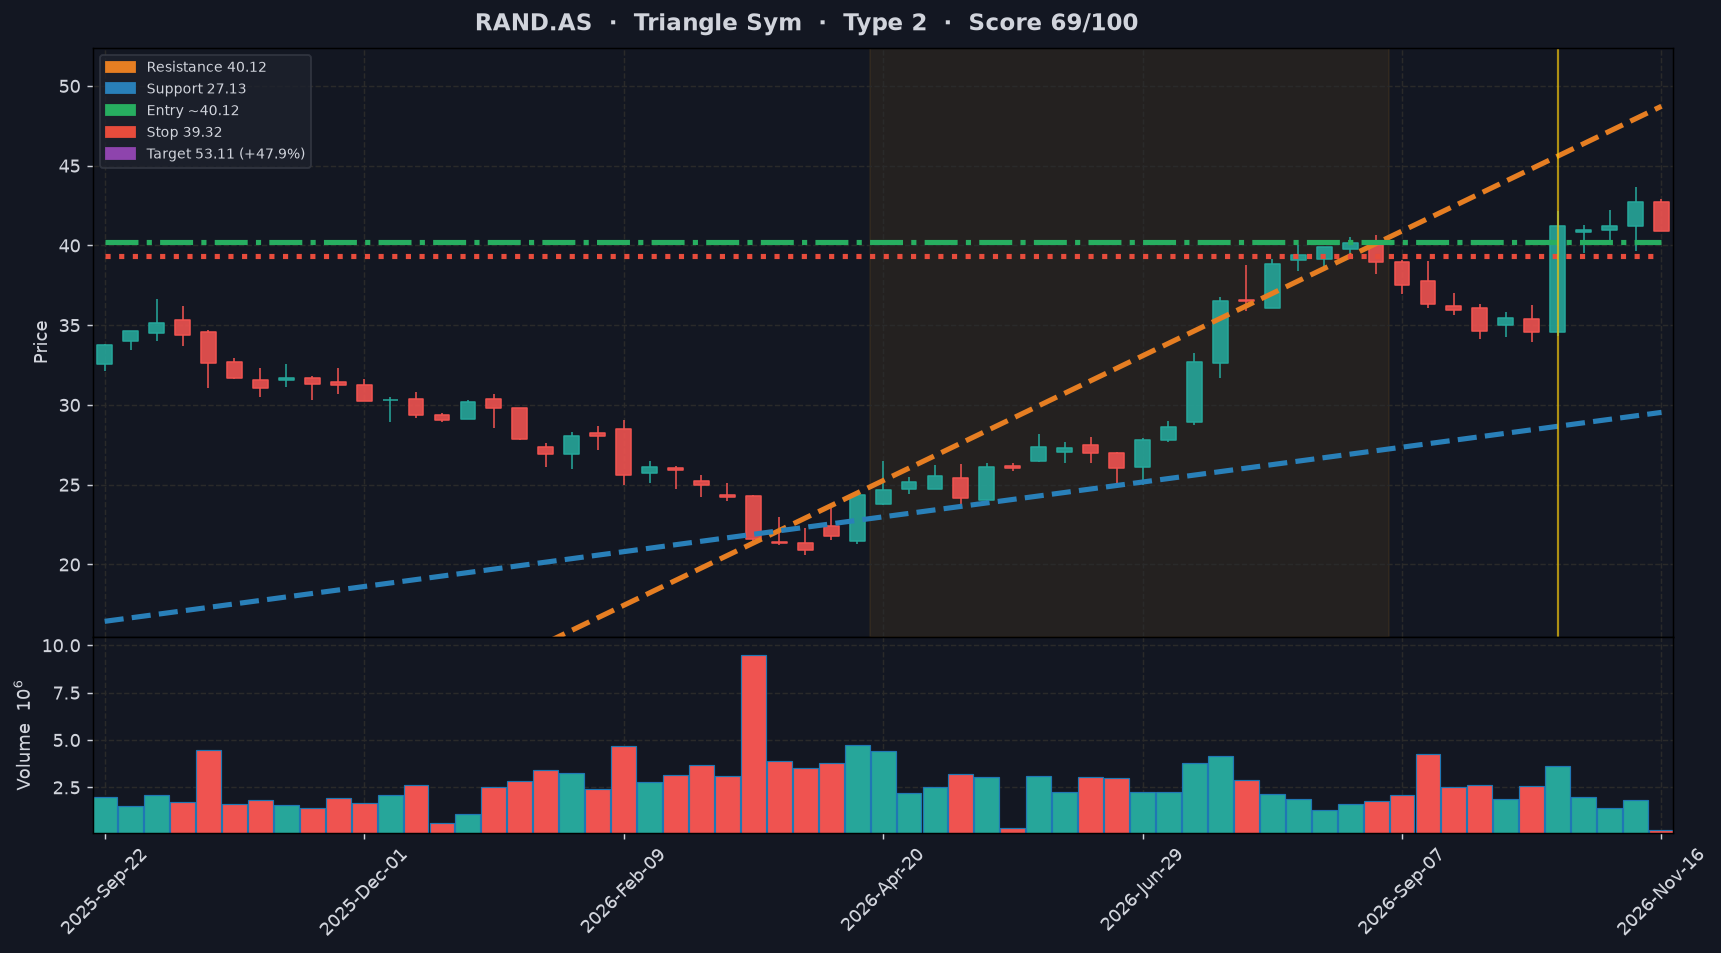 RAND.AS · Triangle Sym · Type 2 · Score 69/100
Resistance 40.12
Support 27.13
Entry ~40.12
Stop 39.32
Target 53.11 (+47.9%)
Price
50
45
40
35
30
25
20
Volume 10⁶
10.0
7.5
5.0
2.5
2025-Sep-22
2025-Dec-01
2026-Feb-09
2026-Apr-20
2026-Jun-29
2026-Sep-07
2026-Nov-16